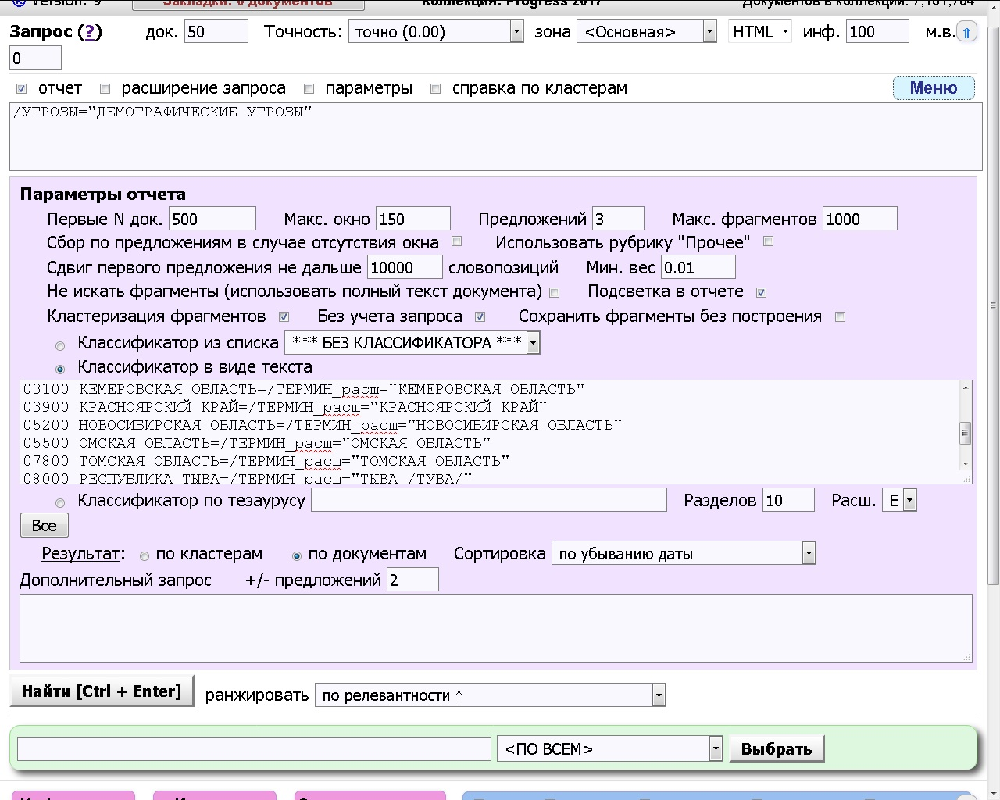 Version: 9 Закладки: 0 документов Коллекция: Progress 2017 Документов в коллекции: 7,161,764
Запрос (?) док. 50 Точность: точно (0.00) зона <Основная> HTML инф. 100 м.в. ⇑
0
отчет расширение запроса параметры справка по кластерам Меню
/УГРОЗЫ="ДЕМОГРАФИЧЕСКИЕ УГРОЗЫ"
Параметры отчета
Первые N док. 500 Макс. окно 150 Предложений 3 Макс. фрагментов 1000
Сбор по предложениям в случае отсутствия окна Использовать рубрику "Прочее"
Сдвиг первого предложения не дальше 10000 словопозиций Мин. вес 0.01
Не искать фрагменты (использовать полный текст документа) Подсветка в отчете
Кластеризация фрагментов Без учета запроса Сохранить фрагменты без построения
Классификатор из списка *** БЕЗ КЛАССИФИКАТОРА ***
Классификатор в виде текста
03100 КЕМЕРОВСКАЯ ОБЛАСТЬ=/ТЕРМИН_расш="КЕМЕРОВСКАЯ ОБЛАСТЬ"
03900 КРАСНОЯРСКИЙ КРАЙ=/ТЕРМИН_расш="КРАСНОЯРСКИЙ КРАЙ"
05200 НОВОСИБИРСКАЯ ОБЛАСТЬ=/ТЕРМИН_расш="НОВОСИБИРСКАЯ ОБЛАСТЬ"
05500 ОМСКАЯ ОБЛАСТЬ=/ТЕРМИН_расш="ОМСКАЯ ОБЛАСТЬ"
07800 ТОМСКАЯ ОБЛАСТЬ=/ТЕРМИН_расш="ТОМСКАЯ ОБЛАСТЬ"
08000 РЕСПУБЛИКА ТЫВА=/ТЕРМИН_расш="ТЫВА /ТУВА/"
Классификатор по тезаурусу Разделов 10 Расш. Е
Все
Результат: по кластерам по документам Сортировка по убыванию даты
Дополнительный запрос +/- предложений 2
Найти [Ctrl + Enter] ранжировать по релевантности ↑
<ПО ВСЕМ> Выбрать